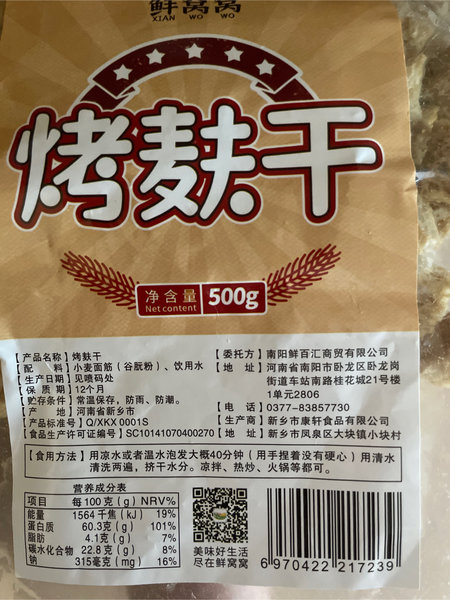 鲜窝窝
XIAN WO WO
烤麸干
净含量 500g
Net content
【产品名称】烤麸干
【配 料】小麦面筋（谷朊粉）、饮用水
【生产日期】见喷码处
【保 质 期】12个月
【贮存条件】常温保存，防雨、防潮。
【产 地】河南省新乡市
【产品标准号】Q/XKX 0001S
【食品生产许可证编号】SC10141070400270
【委托方】南阳鲜百汇商贸有限公司
【地 址】河南省南阳市卧龙区卧龙岗
街道车站南路桂花城21号楼
1单元2806
【电 话】0377-83857730
【生产商】新乡市康轩食品有限公司
【地 址】新乡市凤泉区大块镇小块村
【食用方法】用凉水或者温水泡发大概40分钟（用手捏着没有硬心）用清水
清洗两遍，挤干水分。凉拌、热炒、火锅等都可。
营养成分表
项目 每100克(g) NRV%
能量 1564千焦(kJ) 19%
蛋白质 60.3克(g) 101%
脂肪 4.1克(g) 7%
碳水化合物 22.8克(g) 8%
钠 315毫克(mg) 16%
美味好生活
尽在鲜窝窝
6970422217239